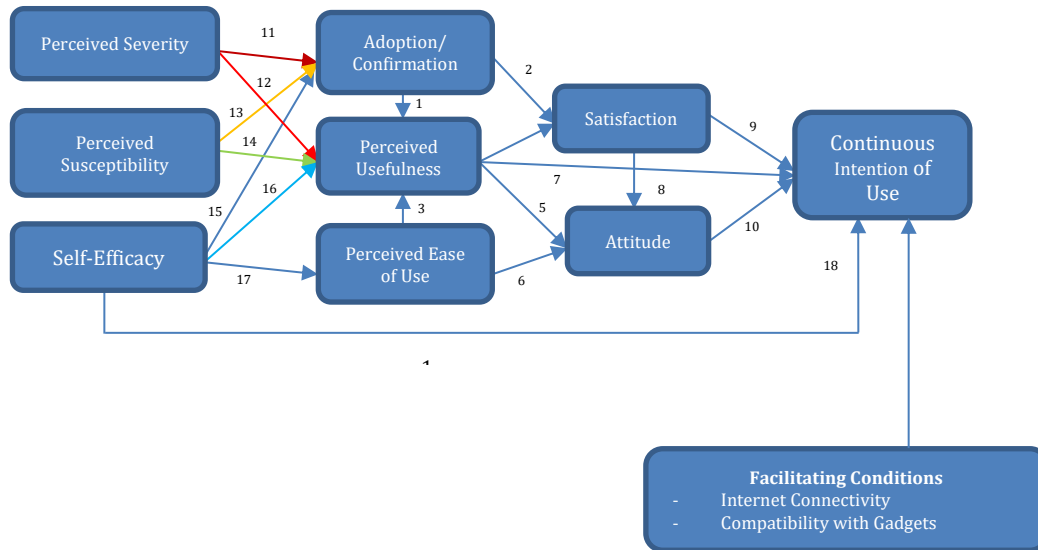 Perceived Severity
11
Adoption/
Confirmation
12
2
13
1
Perceived
Susceptibility
14
Perceived
Usefulness
Satisfaction
9
Continuous
Intention of
Use
7
16
8
15
3
5
Self-Efficacy
17
Perceived Ease
of Use
6
Attitude
10
18
Facilitating Conditions
- Internet Connectivity
- Compatibility with Gadgets